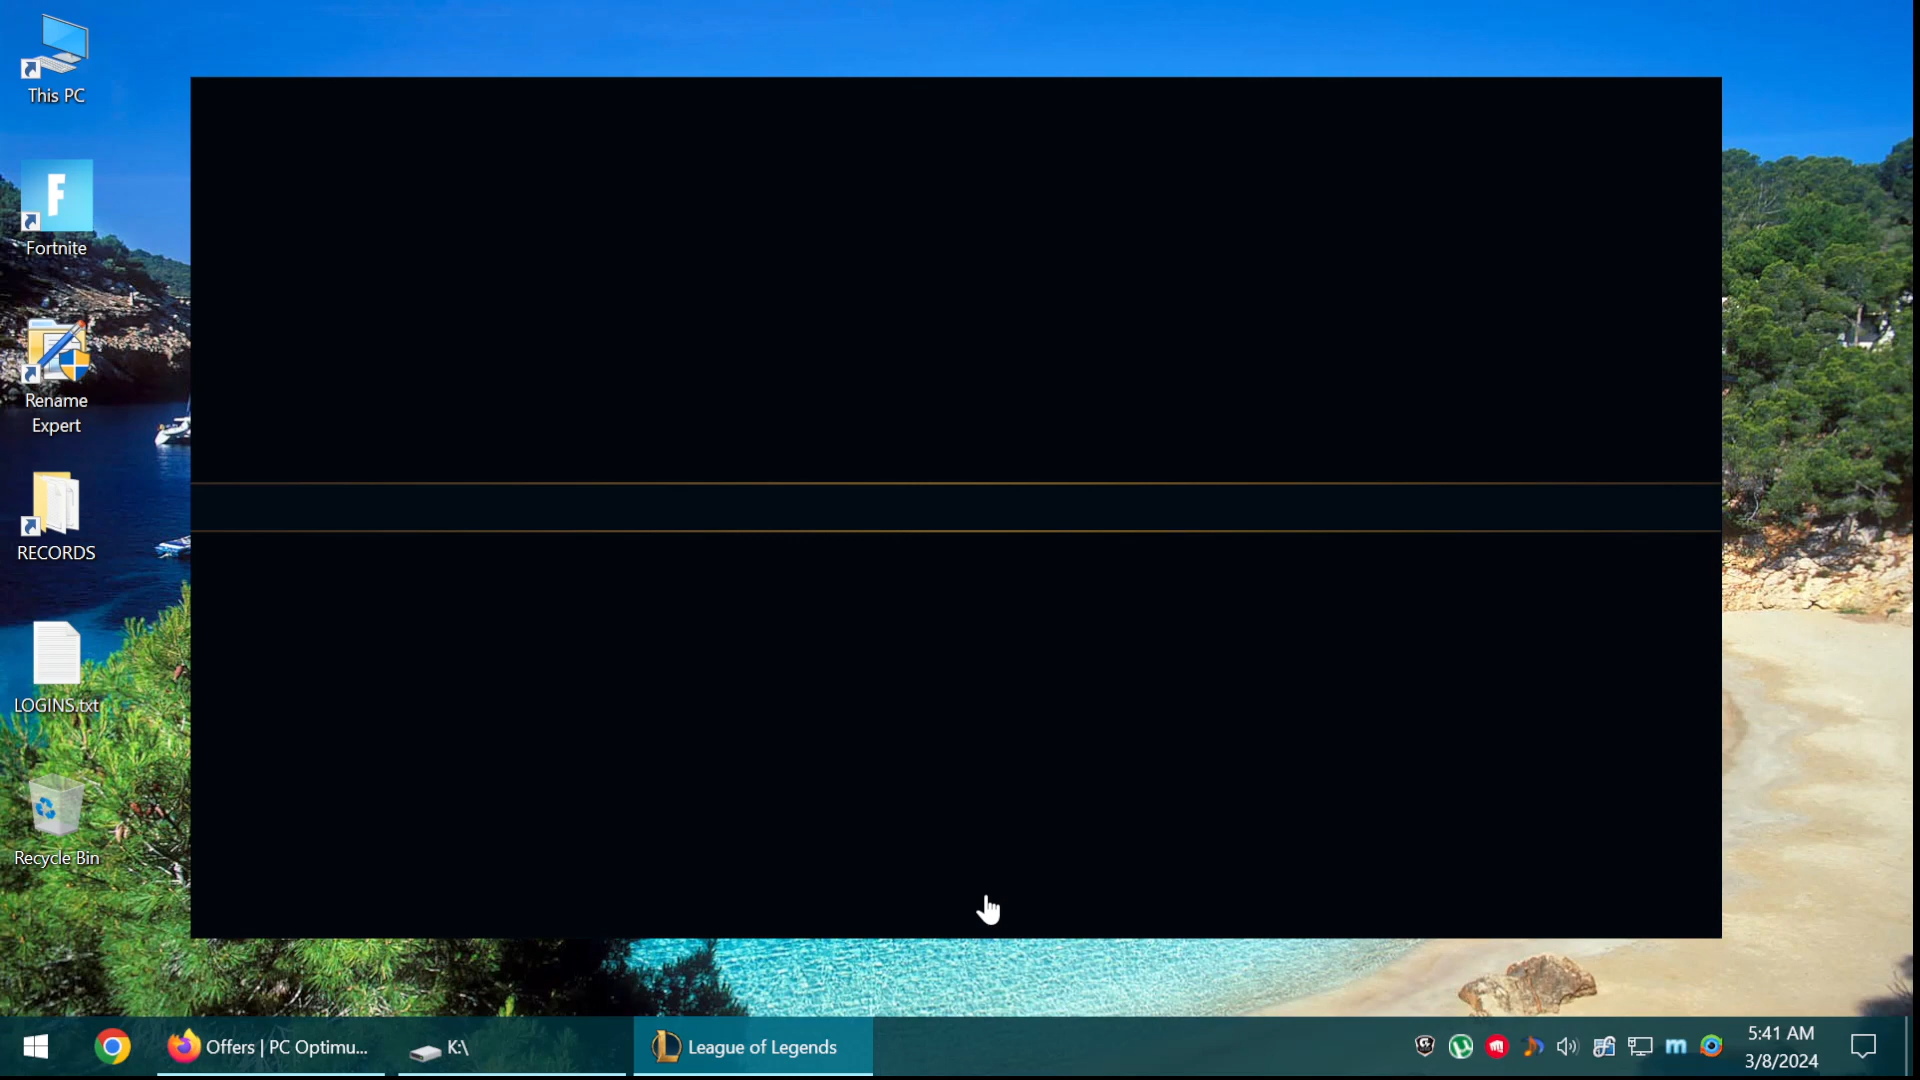 This PC
Fortnite
Rename
Expert
RECORDS
LOGINS.txt
Recycle Bin
Offers | PC Optimu...
K:\
League of Legends
5:41 AM
3/8/2024